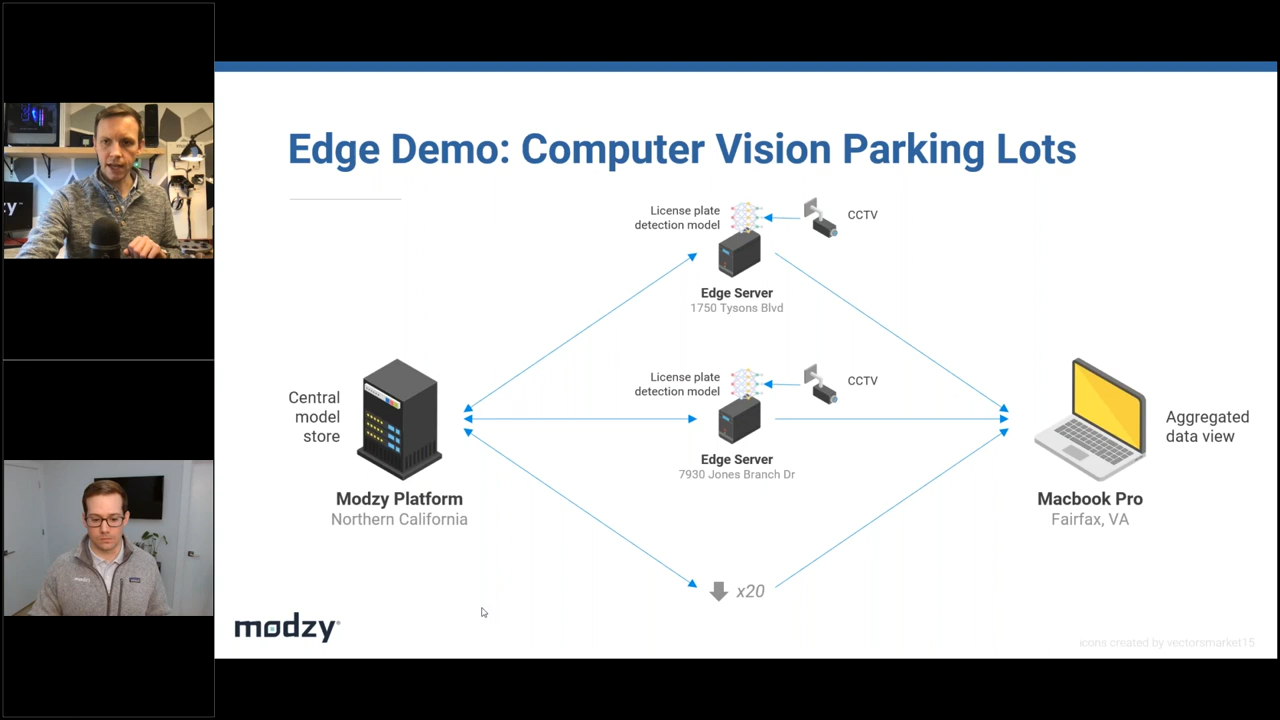 Edge Demo: Computer Vision Parking Lots
License plate
detection model
CCTV
Edge Server
1750 Tysons Blvd
License plate
detection model
CCTV
Edge Server
7930 Jones Branch Dr
Central
model
store
Modzy Platform
Northern California
Aggregated
data view
Macbook Pro
Fairfax, VA
x20
modzy
icons created by vectorsmarket15
zy